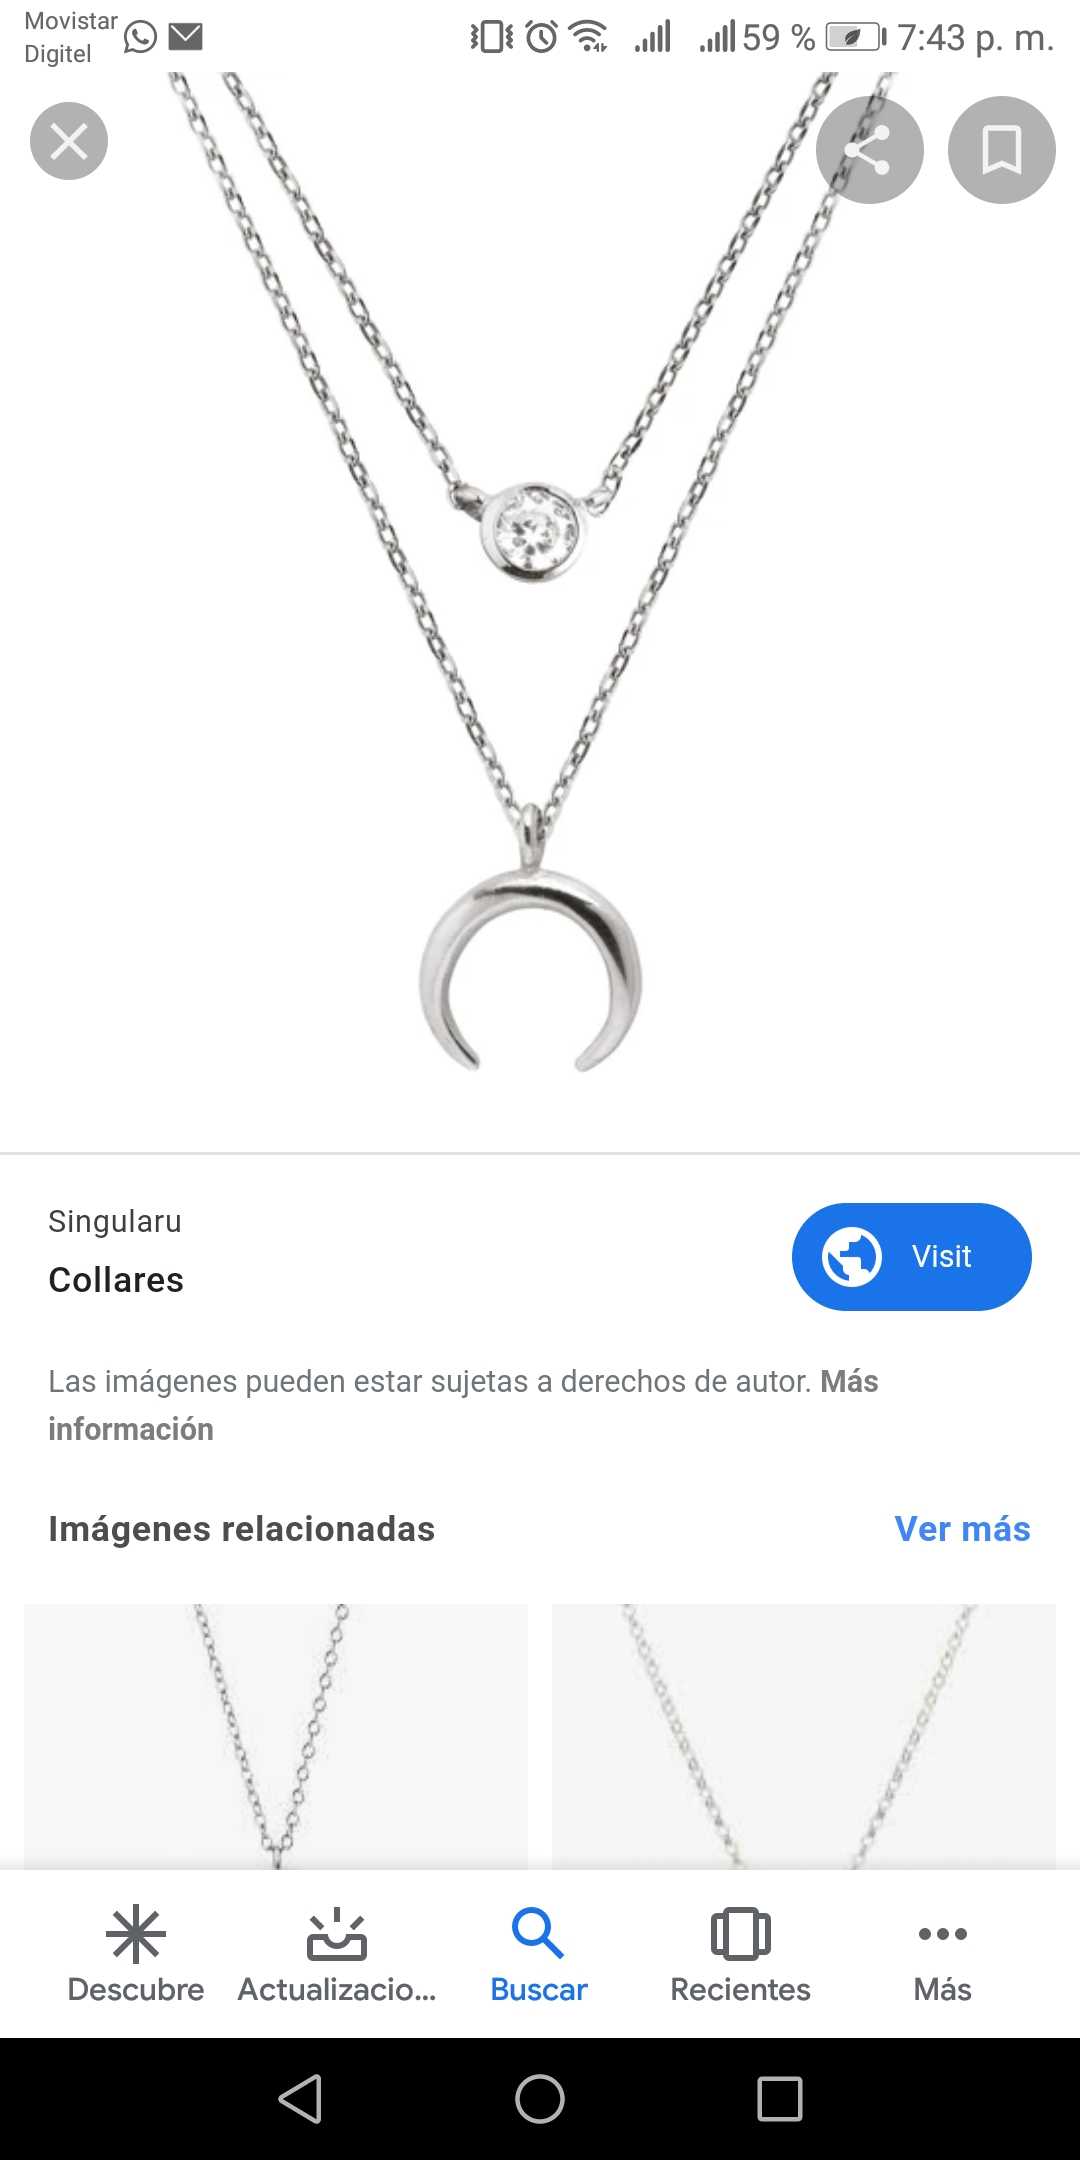 Movistar
Digitel
59 %
7:43 p. m.
Singularu
Collares
Visit
Las imágenes pueden estar sujetas a derechos de autor. Más
información
Imágenes relacionadas
Ver más
Descubre
Actualizacio...
Buscar
Recientes
Más